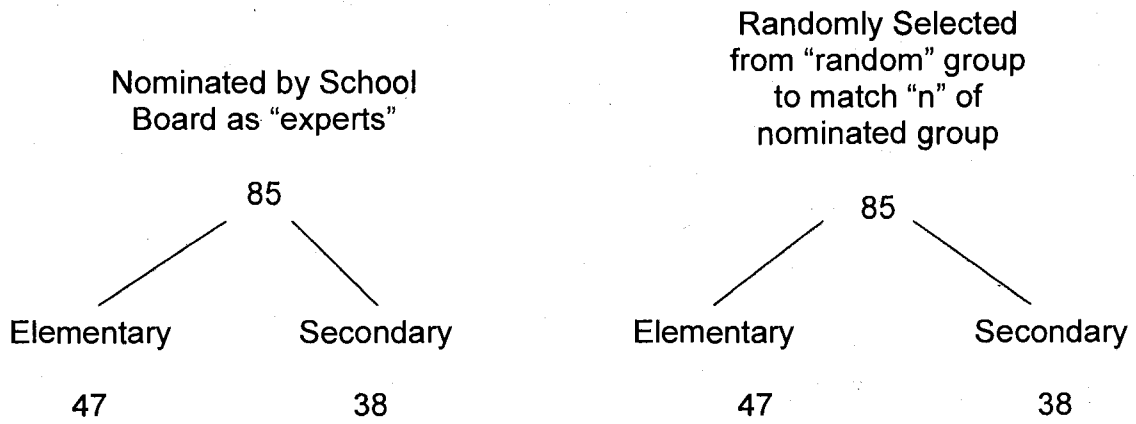 Nominated by School
Board as “experts”
85
Elementary
Secondary
47
38
Randomly Selected
from “random” group
to match “n” of
nominated group
85
Elementary
Secondary
47
38